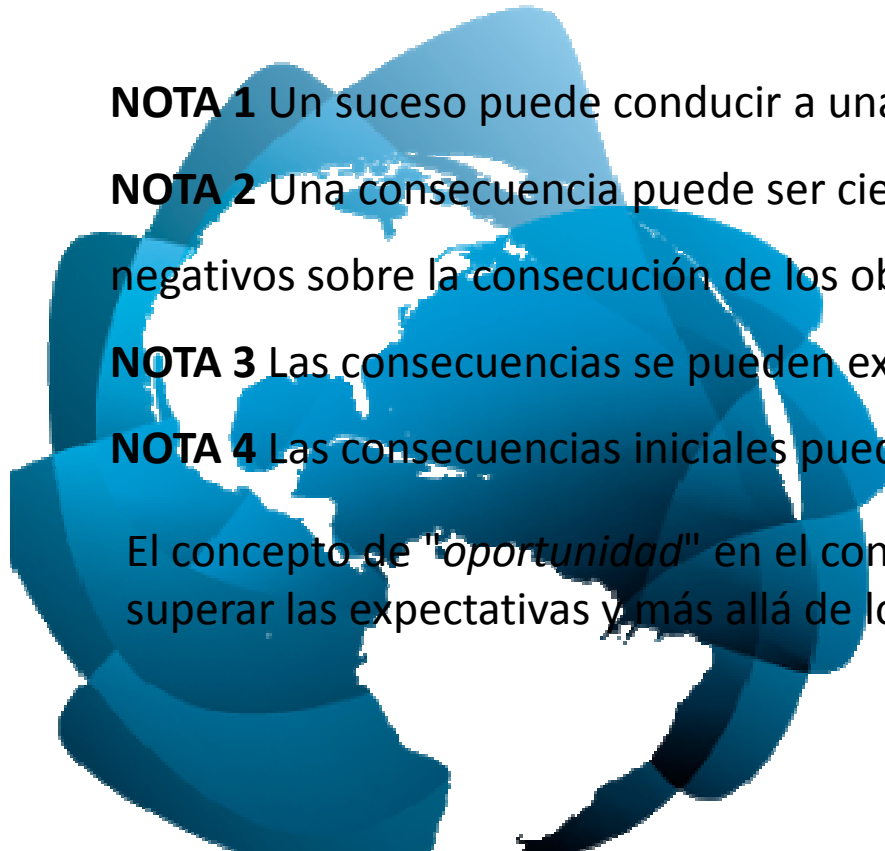 NOTA 1 Un suceso puede conducir a una
NOTA 2 Una consecuencia puede ser cie
negativos sobre la consecución de los ob
NOTA 3 Las consecuencias se pueden ex
NOTA 4 Las consecuencias iniciales pued
El concepto de "oportunidad" en el con
superar las expectativas y más allá de lo